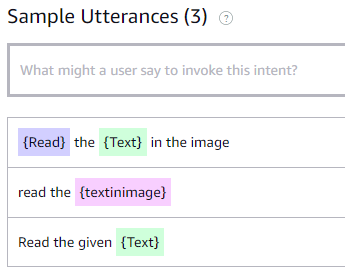 Sample Utterances (3) ?
What might a user say to invoke this intent?
{Read} the {Text} in the image
read the {textinimage}
Read the given {Text}